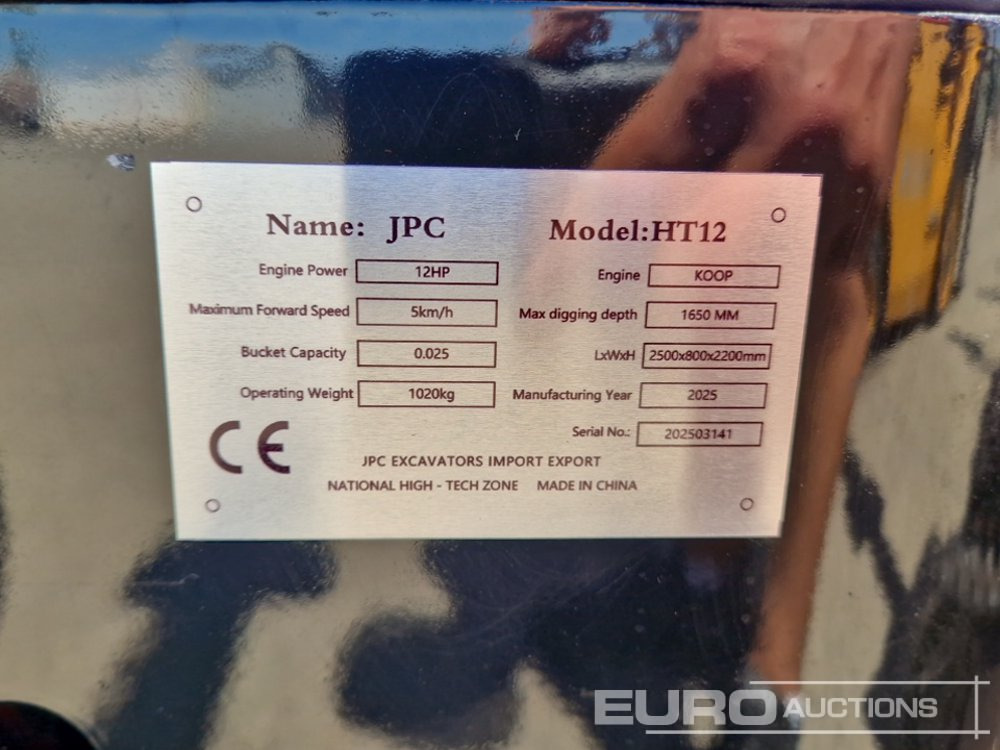 Name: JPC Model:HT12
Engine Power 12HP Engine KOOP
Maximum Forward Speed 5km/h Max digging depth 1650 MM
Bucket Capacity 0.025 LxWxH 2500x800x2200mm
Operating Weight 1020kg Manufacturing Year 2025
Serial No.: 202503141
CE
JPC EXCAVATORS IMPORT EXPORT
NATIONAL HIGH - TECH ZONE MADE IN CHINA
EURO AUCTIONS